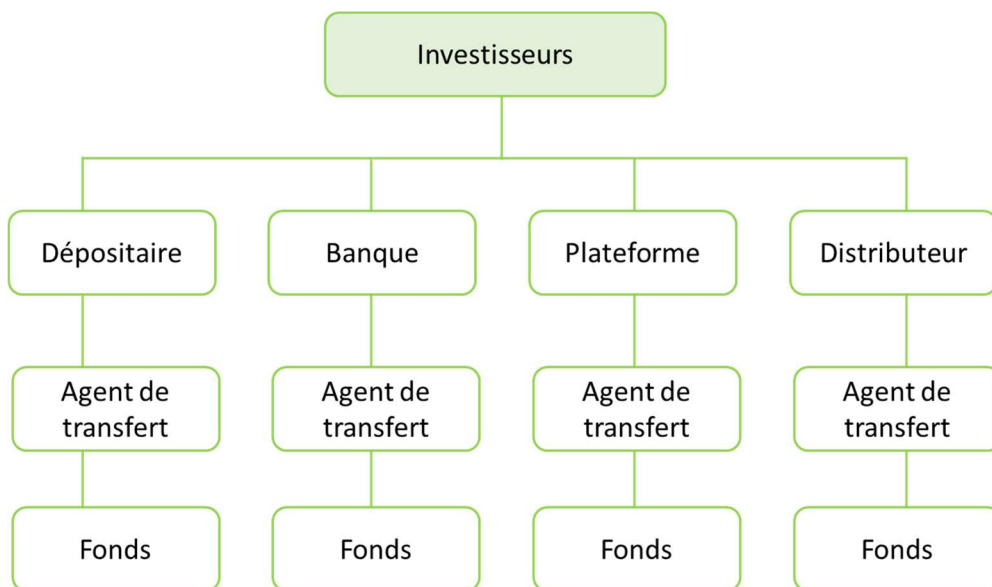 Investisseurs
Dépositaire
Banque
Plateforme
Distributeur
Agent de
transfert
Agent de
transfert
Agent de
transfert
Agent de
transfert
Fonds
Fonds
Fonds
Fonds